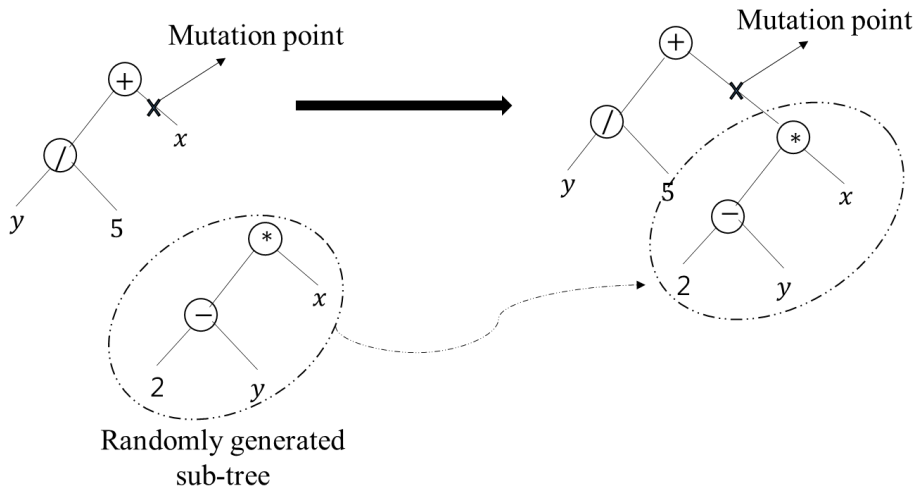 Mutation point
+
x
/
y
5
*
x
−
2
y
Randomly generated
sub-tree
Mutation point
+
/
*
y
5
x
−
2
y